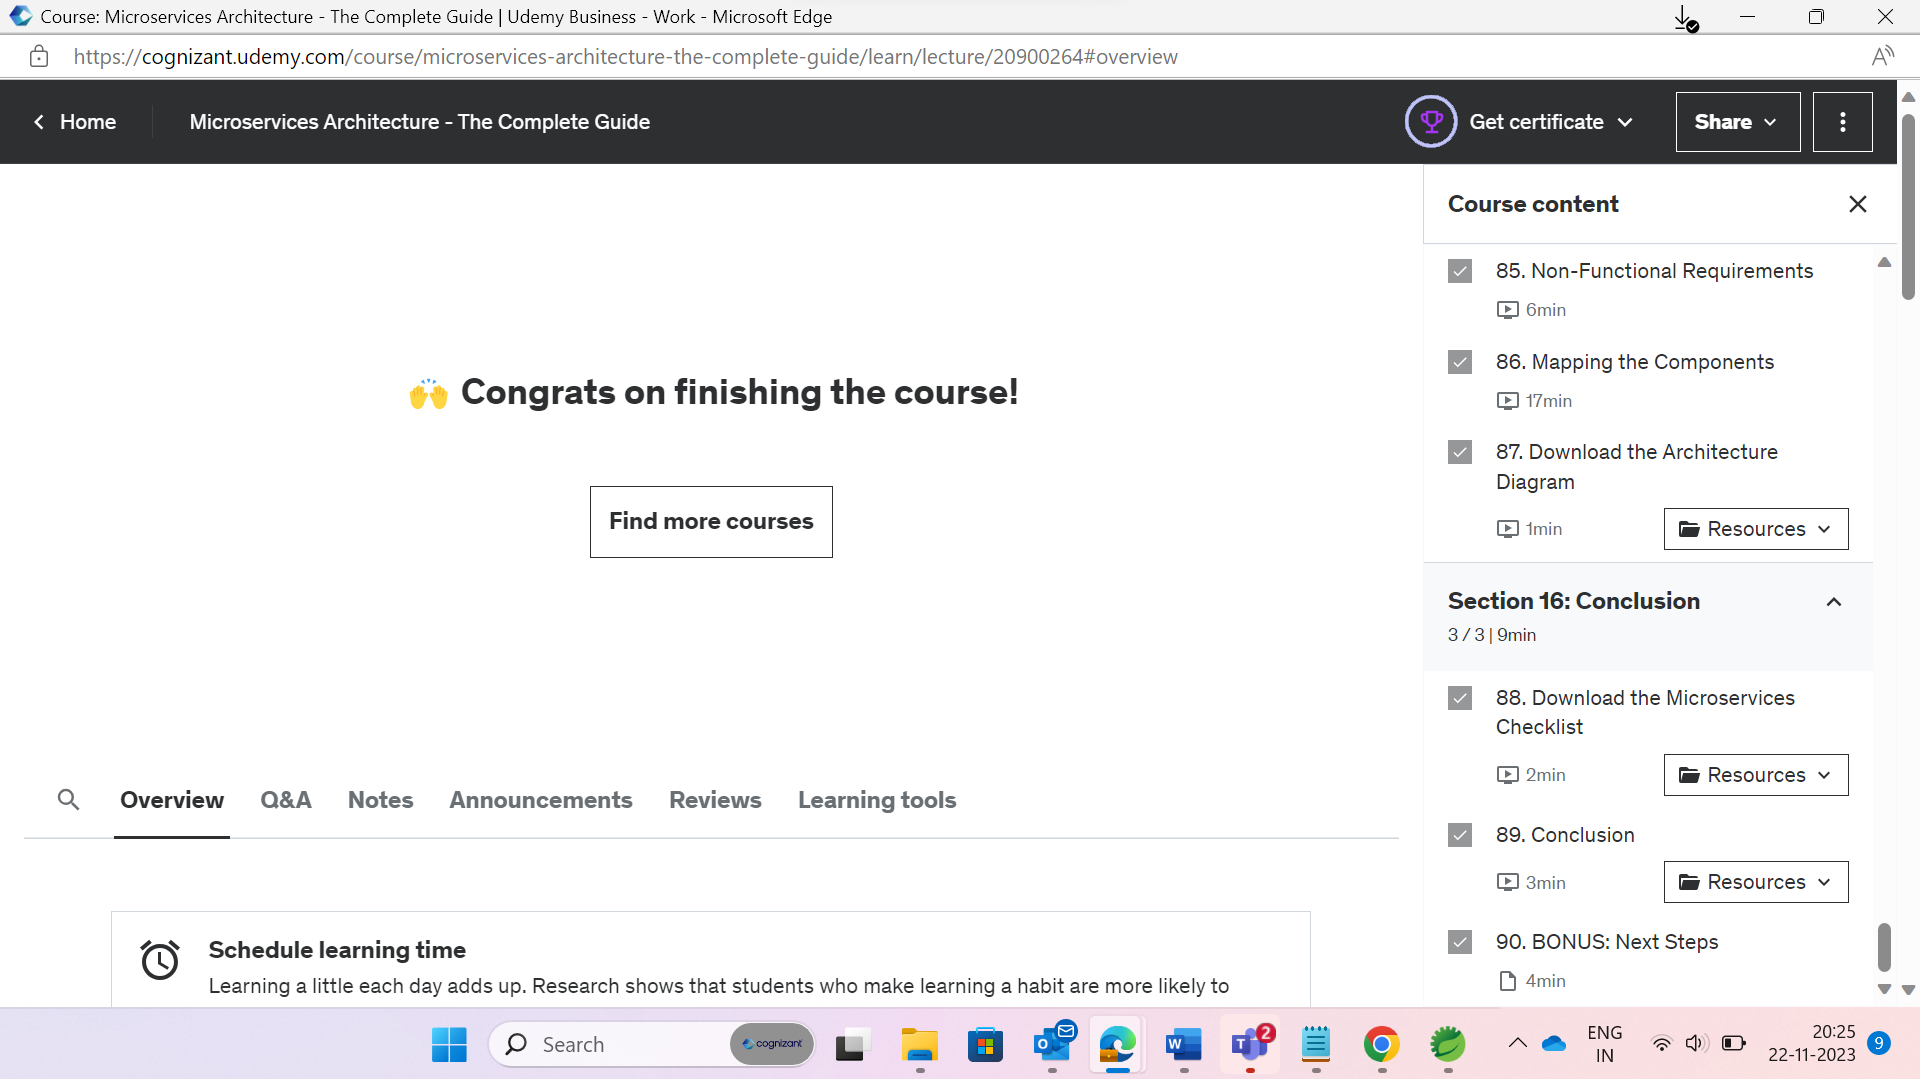 Course: Microservices Architecture - The Complete Guide | Udemy Business - Work - Microsoft Edge
https://cognizant.udemy.com/course/microservices-architecture-the-complete-guide/learn/lecture/20900264#overview
Home
Microservices Architecture - The Complete Guide
Get certificate
Share
Course content
85. Non-Functional Requirements
6min
86. Mapping the Components
17min
87. Download the Architecture
Diagram
1min
Resources
Section 16: Conclusion
3 / 3 | 9min
88. Download the Microservices
Checklist
2min
Resources
89. Conclusion
3min
Resources
90. BONUS: Next Steps
4min
Congrats on finishing the course!
Find more courses
Overview Q&A Notes Announcements Reviews Learning tools
Schedule learning time
Learning a little each day adds up. Research shows that students who make learning a habit are more likely to
Search
cognizant
2
ENG
IN
20:25
22-11-2023
9